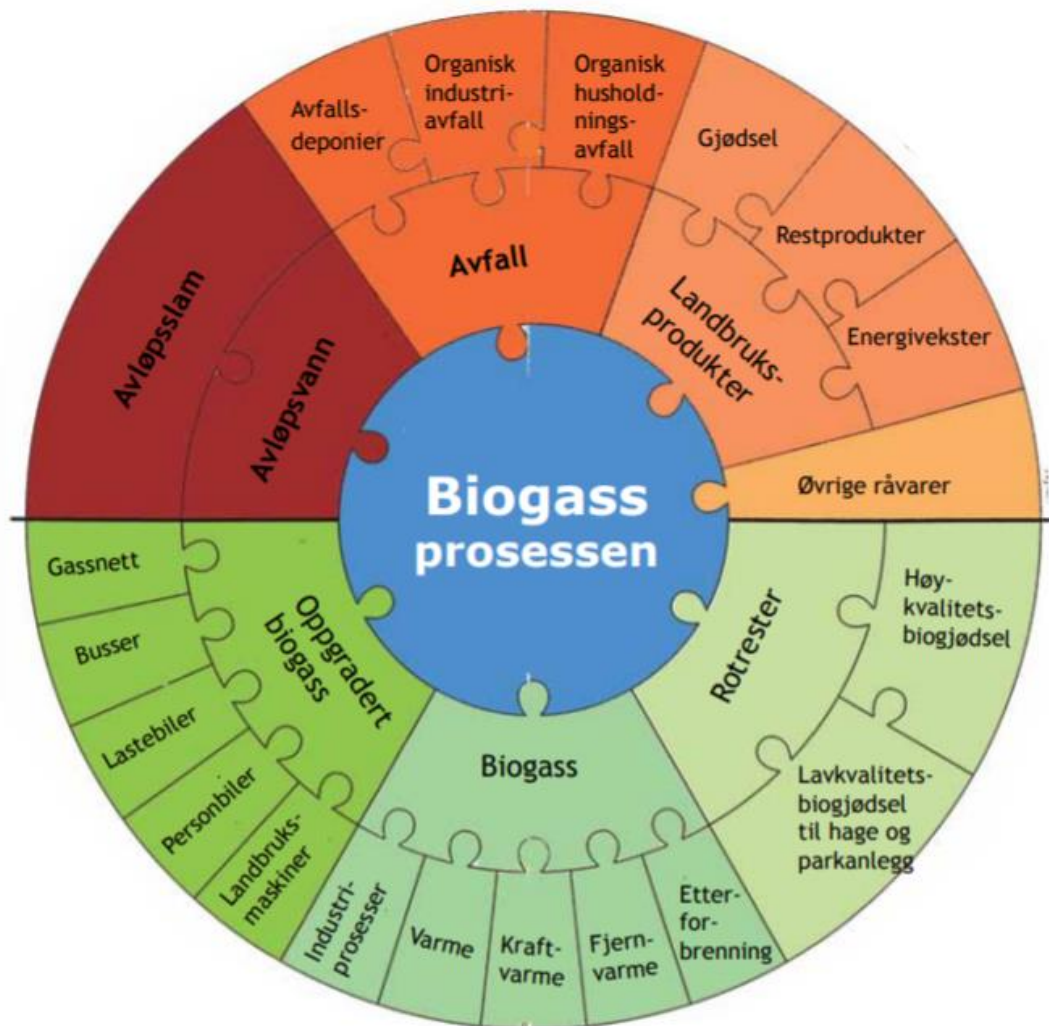 Biogass
prosessen
Avløpsslam
Avløpsvann
Avfalls-
deponier
Organisk
industri-
avfall
Organisk
hushold-
nings-
avfall
Avfall
Gjødsel
Restprodukter
Energivekster
Landbruks-
produkter
Øvrige råvarer
Høy-
kvalitets-
biogjødsel
Lavkvalitets-
biogjødsel
til hage og
parkanlegg
Rotrester
Biogass
Etter-
for-
brenning
Fjern-
varme
Kraft-
varme
Varme
Industri-
prosesser
Oppgradert
biogass
Landbruks-
maskiner
Personbiler
Lastebiler
Busser
Gassnett